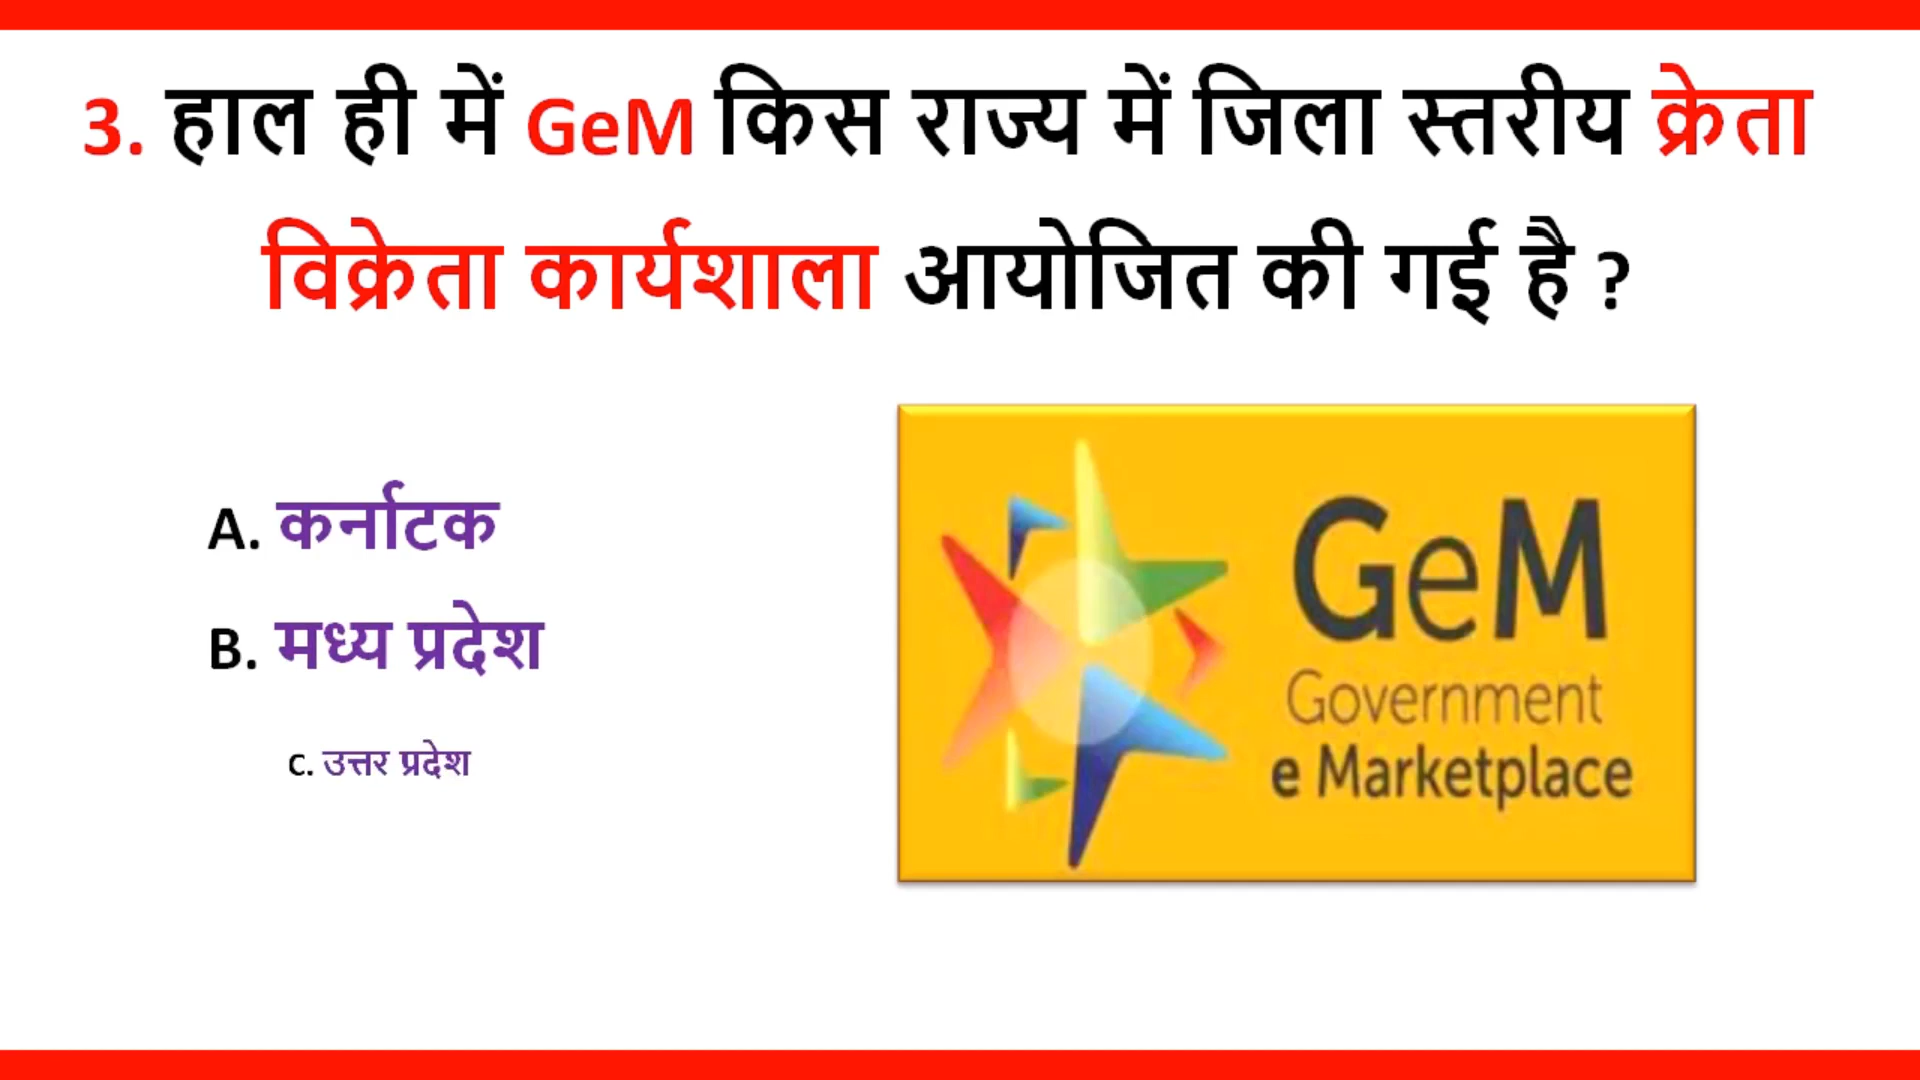 3. हाल ही में GeM किस राज्य में जिला स्तरीय क्रेता
विक्रेता कार्यशाला आयोजित की गई है ?
A. कर्नाटक
B. मध्य प्रदेश
C. उत्तर प्रदेश
GeM
Government
e Marketplace